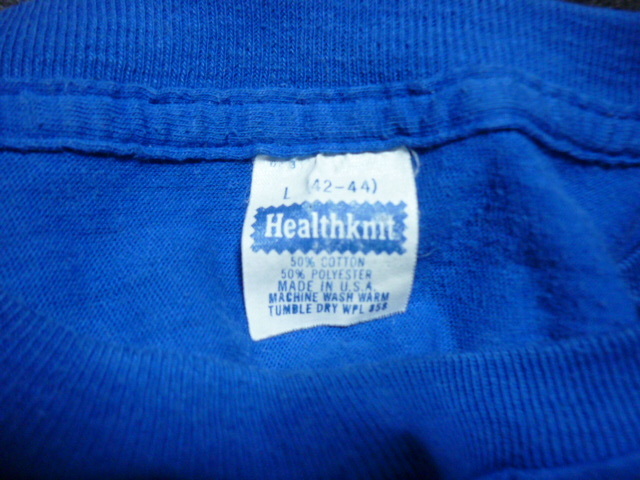 L (42-44)
Healthknit
50% COTTON
50% POLYESTER
MADE IN U.S.A.
MACHINE WASH WARM
TUMBLE DRY WPL